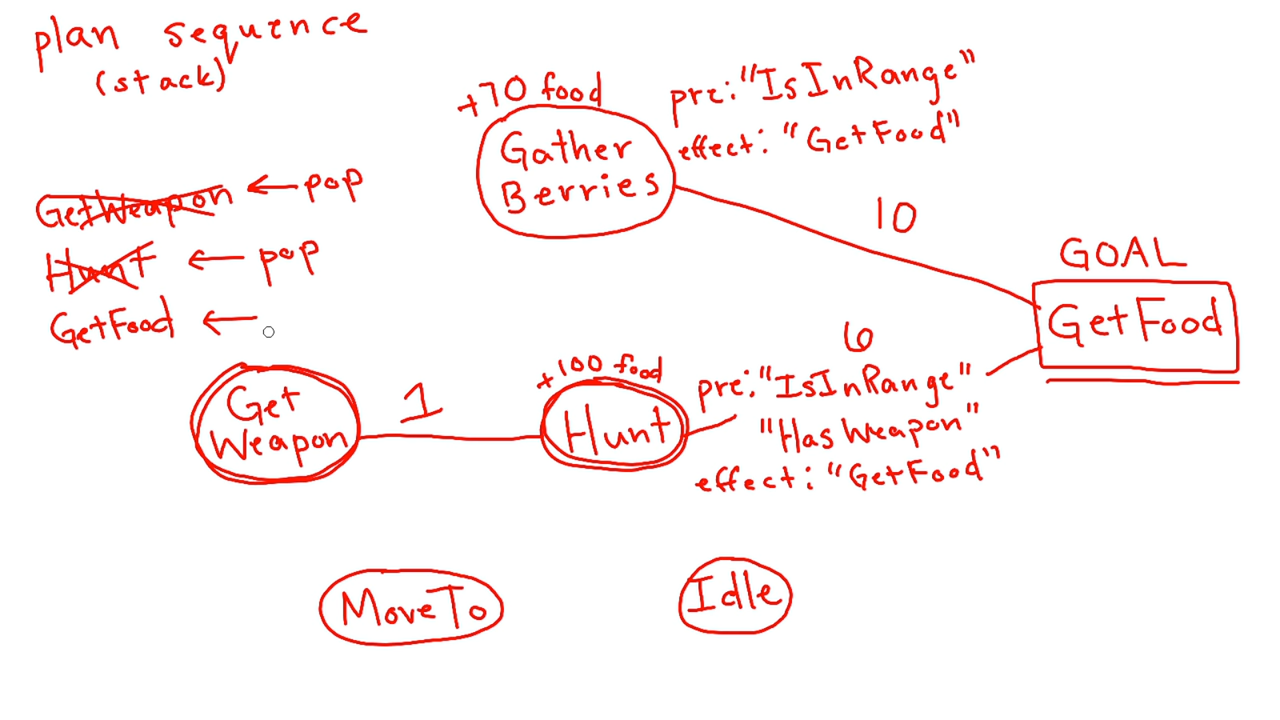 plan sequence
(stack)
GetWeapon ← pop
Hunt ← pop
GetFood ←
+70 food
Gather
Berries
pre: "IsInRange"
effect: "GetFood"
10
GOAL
GetFood
Get
Weapon
1
+100 food
Hunt
6
pre: "IsInRange"
"HasWeapon"
effect: "GetFood"
MoveTo
Idle